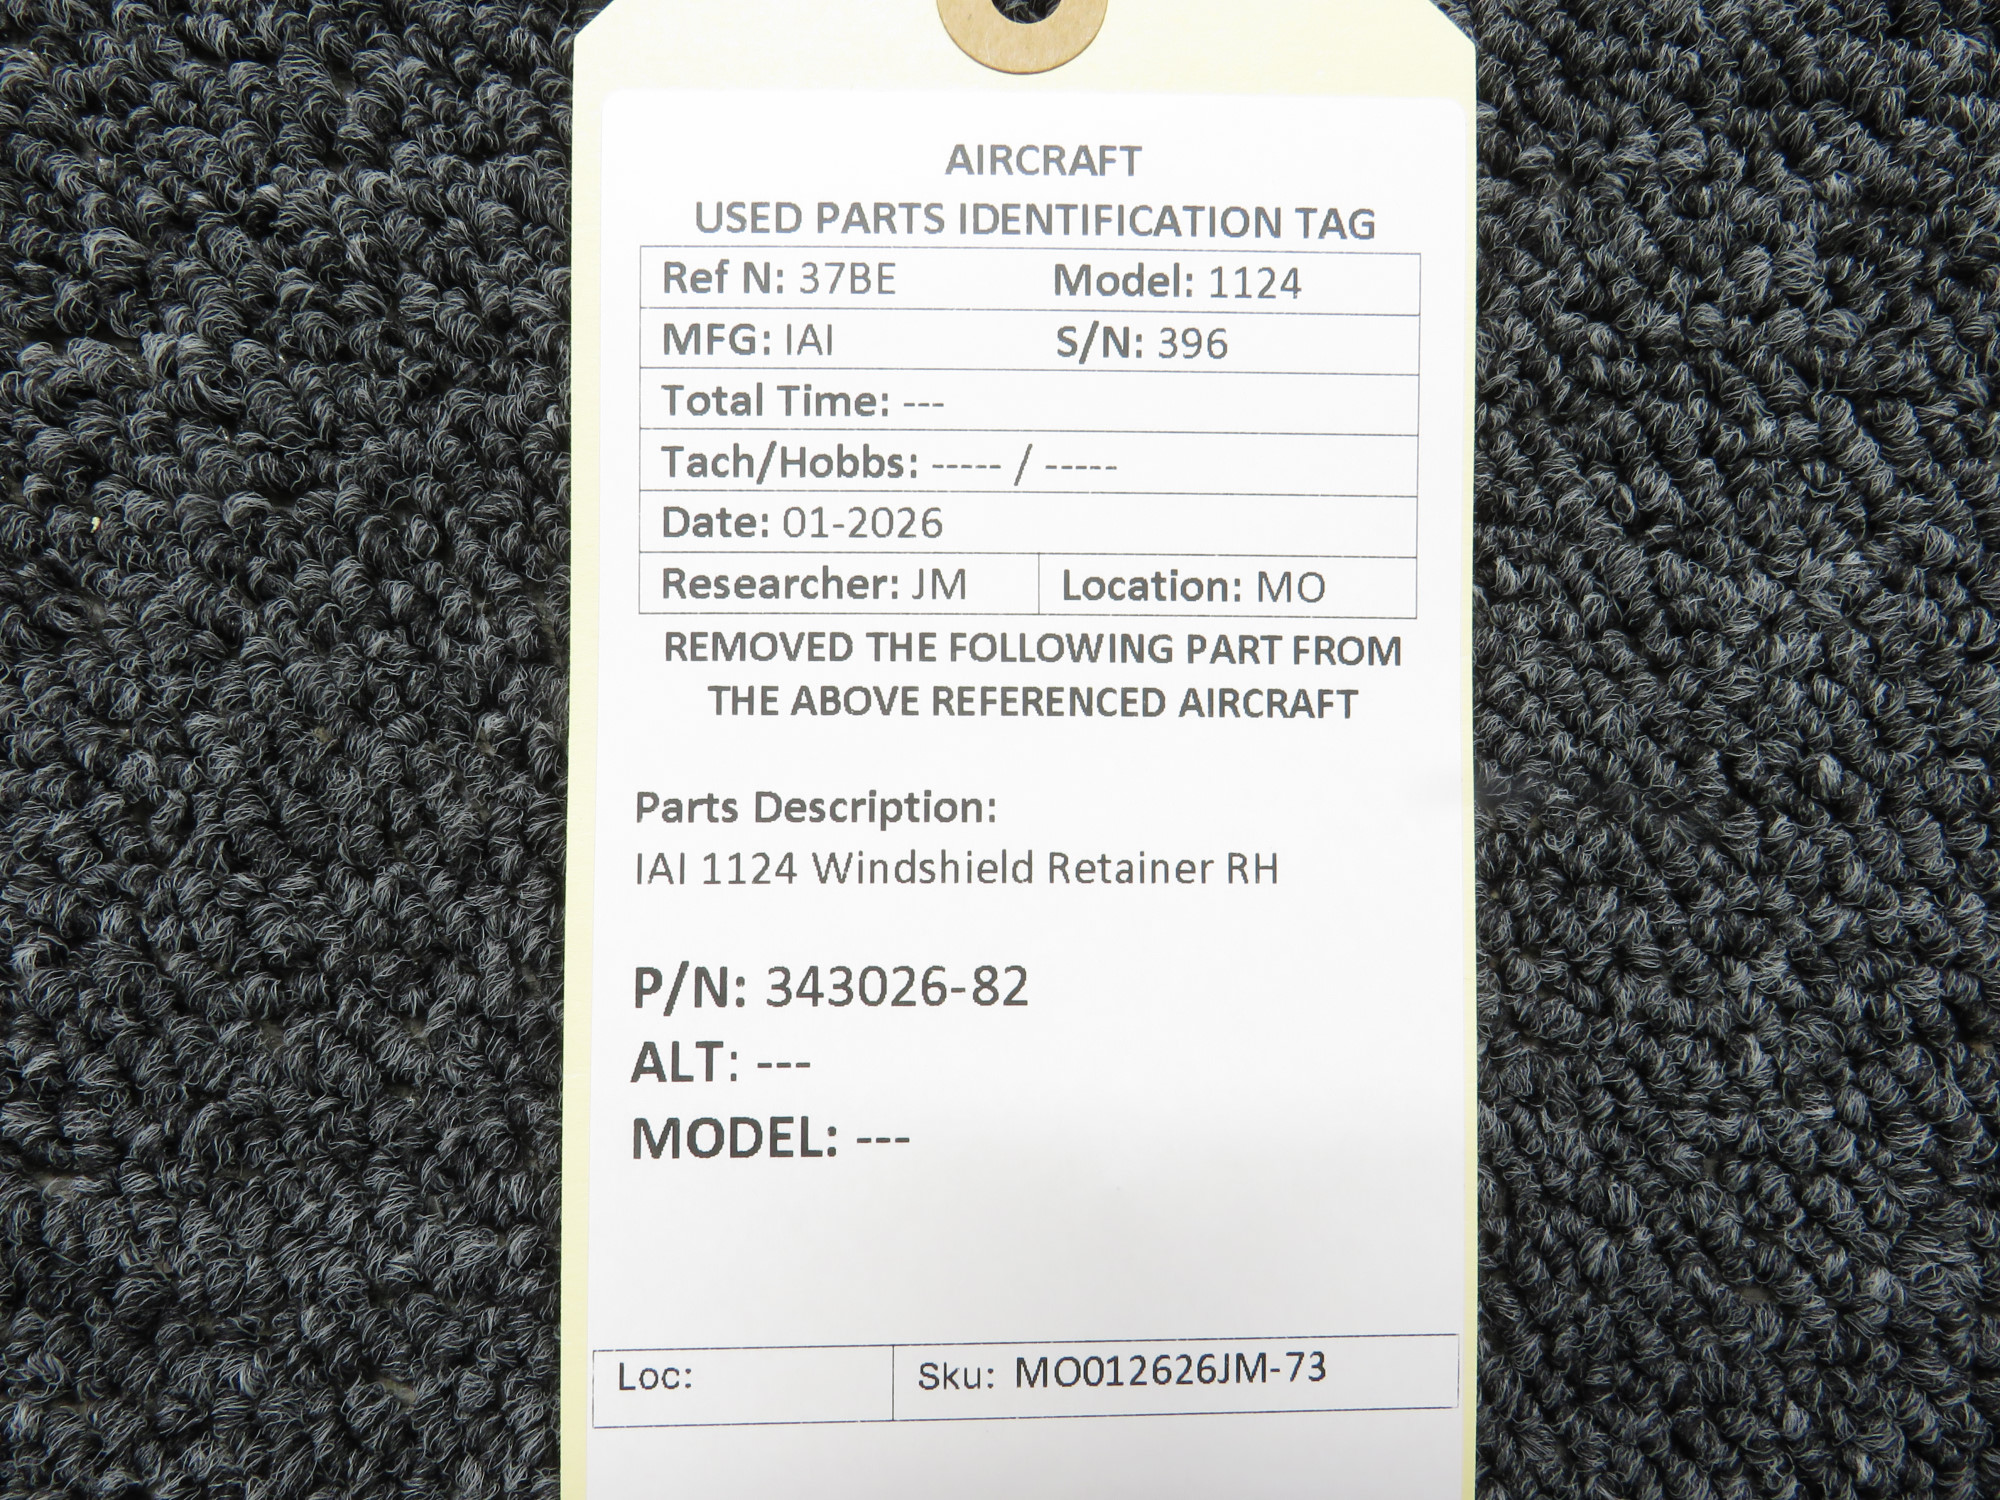 AIRCRAFT
USED PARTS IDENTIFICATION TAG
Ref N: 37BE Model: 1124
MFG: IAI S/N: 396
Total Time: ---
Tach/Hobbs: ----- / -----
Date: 01-2026
Researcher: JM Location: MO
REMOVED THE FOLLOWING PART FROM
THE ABOVE REFERENCED AIRCRAFT
Parts Description:
IAI 1124 Windshield Retainer RH
P/N: 343026-82
ALT: ---
MODEL: ---
Loc: Sku: MO012626JM-73